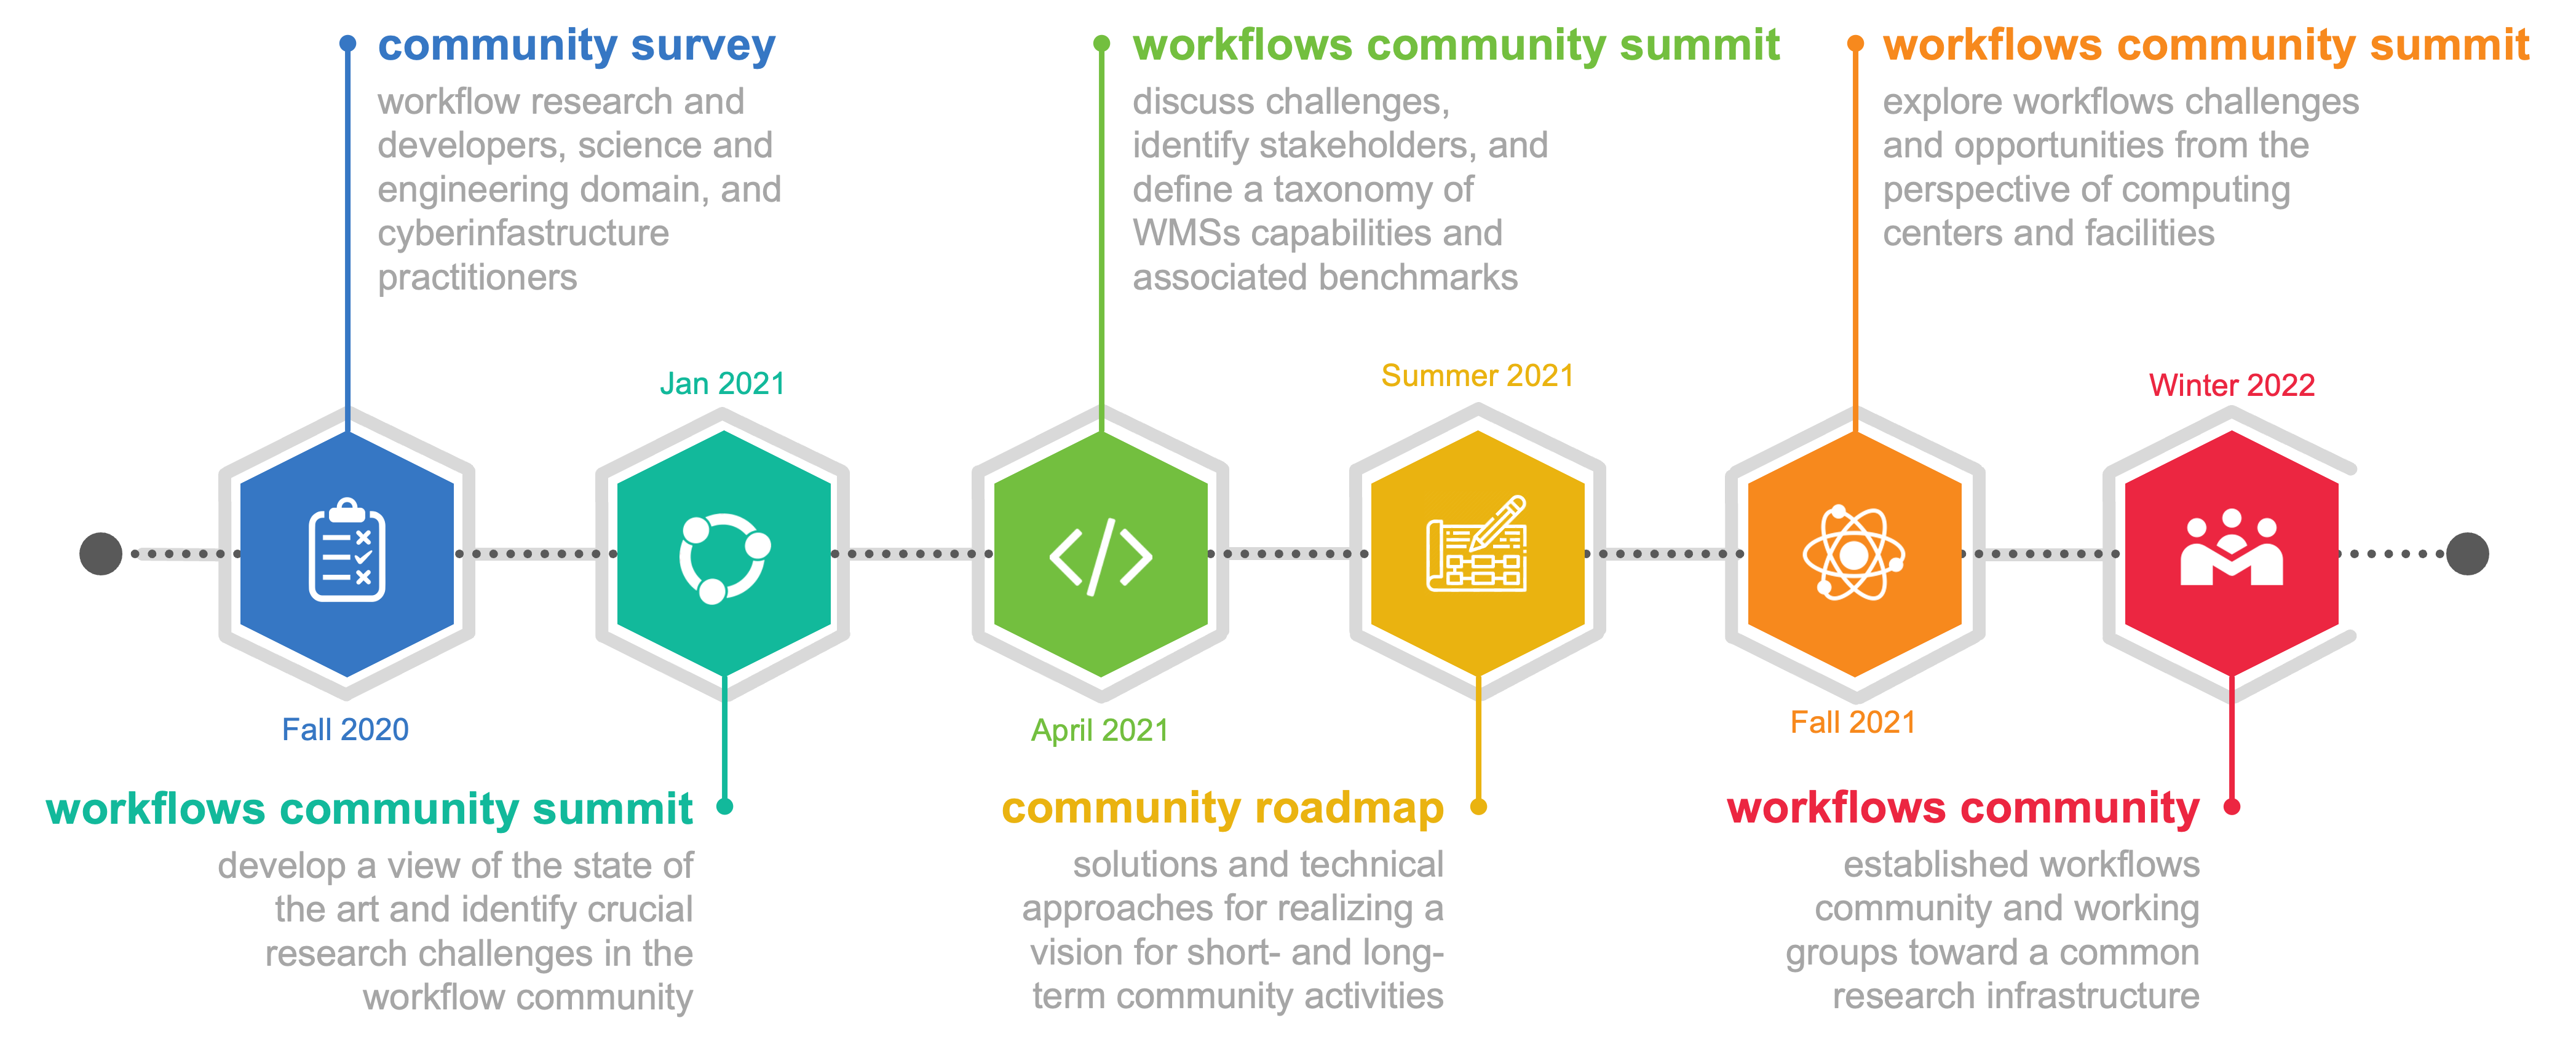 community survey
workflow research and
developers, science and
engineering domain, and
cyberinfastructure
practitioners
Fall 2020
Jan 2021
workflows community summit
develop a view of the state of
the art and identify crucial
research challenges in the
workflow community
workflows community summit
discuss challenges,
identify stakeholders, and
define a taxonomy of
WMSs capabilities and
associated benchmarks
April 2021
Summer 2021
community roadmap
solutions and technical
approaches for realizing a
vision for short- and long-
term community activities
workflows community summit
explore workflows challenges
and opportunities from the
perspective of computing
centers and facilities
Fall 2021
Winter 2022
workflows community
established workflows
community and working
groups toward a common
research infrastructure